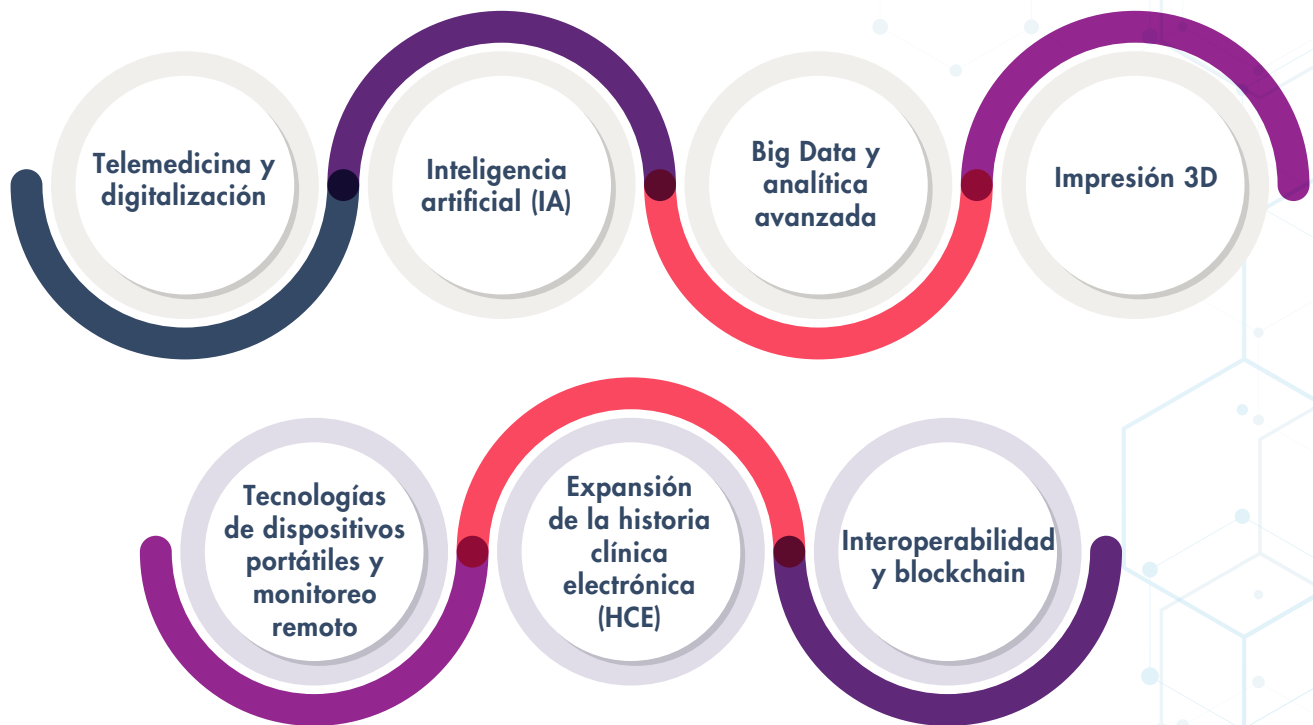 Telemedicina y
digitalización
Inteligencia
artificial (IA)
Big Data y
analítica
avanzada
Impresión 3D
Tecnologías
de dispositivos
portátiles y
monitoreo
remoto
Expansión
de la historia
clínica
electrónica
(HCE)
Interoperabilidad
y blockchain